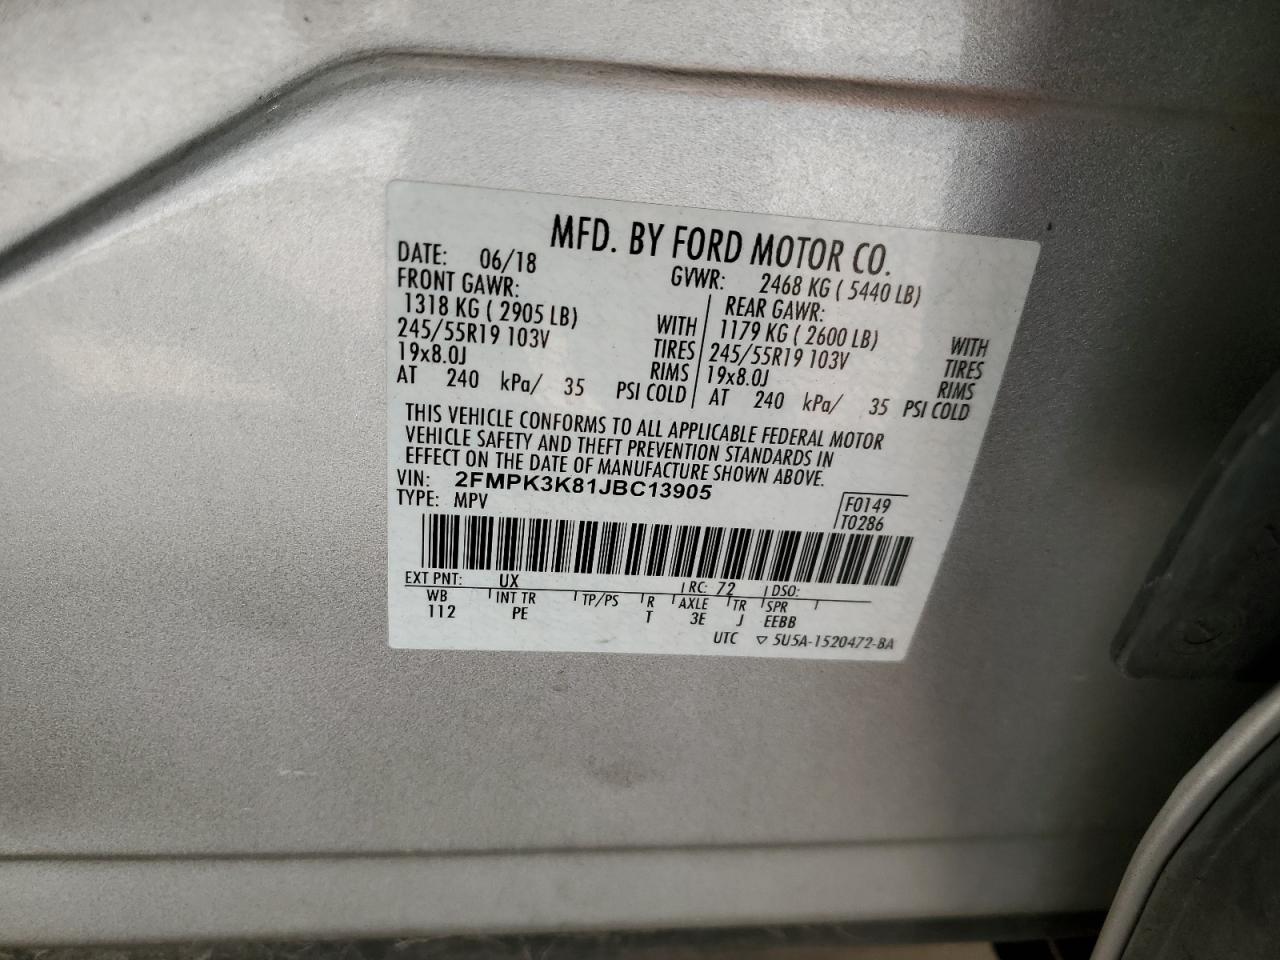 MFD. BY FORD MOTOR CO.
DATE: 06/18 GVWR: 2468 KG ( 5440 LB)
FRONT GAWR: REAR GAWR:
1318 KG ( 2905 LB) WITH 1179 KG ( 2600 LB) WITH
245/55R19 103V TIRES 245/55R19 103V TIRES
19x8.0J RIMS 19x8.0J RIMS
AT 240 kPa/ 35 PSI COLD AT 240 kPa/ 35 PSI COLD
THIS VEHICLE CONFORMS TO ALL APPLICABLE FEDERAL MOTOR
VEHICLE SAFETY AND THEFT PREVENTION STANDARDS IN
EFFECT ON THE DATE OF MANUFACTURE SHOWN ABOVE.
VIN: 2FMPK3K81JBC13905
TYPE: MPV F0149
T0286
EXT PNT: UX RC: 72 DSO:
WB INT TR TP/PS R AXLE TR SPR
112 PE T 3E J EEBB
UTC ▽ 5U5A-1520472-BA